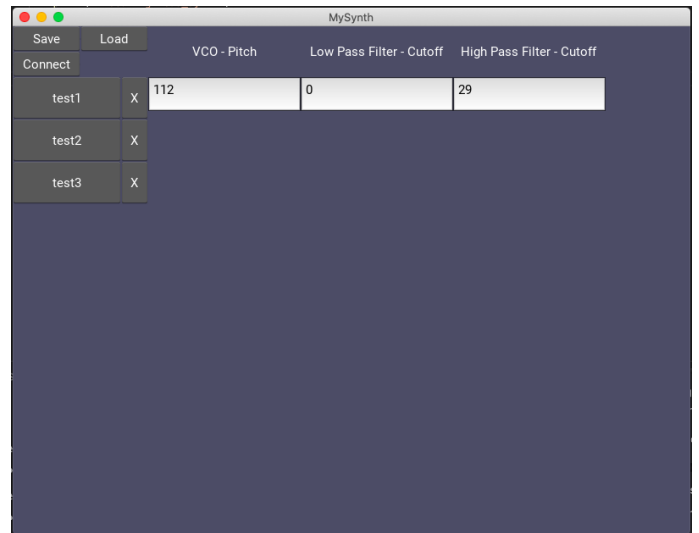 MySynth
Save Load
VCO - Pitch Low Pass Filter - Cutoff High Pass Filter - Cutoff
Connect
test1 X 112 0 29
test2 X
test3 X